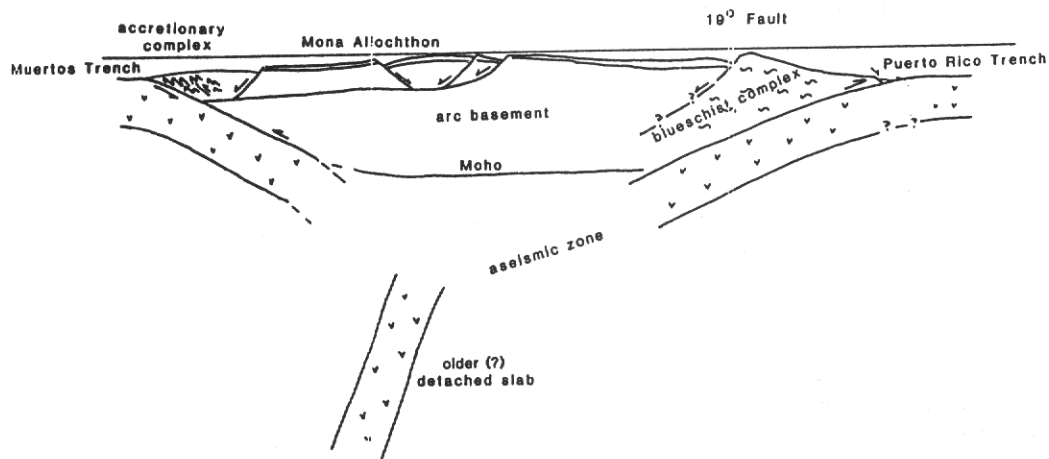 19º Fault
accretionary
complex
Mona Allochthon
Muertos Trench
Puerto Rico Trench
arc basement
blueschist complex
Moho
aseismic zone
older (?)
detached slab
?
?
?
?
?